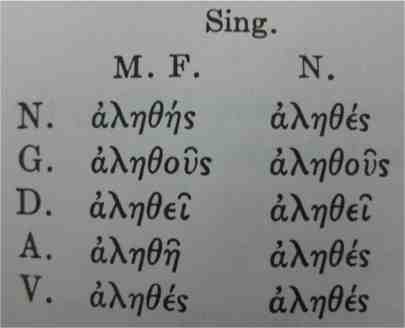 Sing.
M. F. N.
N. ἀληθής ἀληθές
G. ἀληθοῦς ἀληθοῦς
D. ἀληθεῖ ἀληθεῖ
A. ἀληθῆ ἀληθές
V. ἀληθές ἀληθές